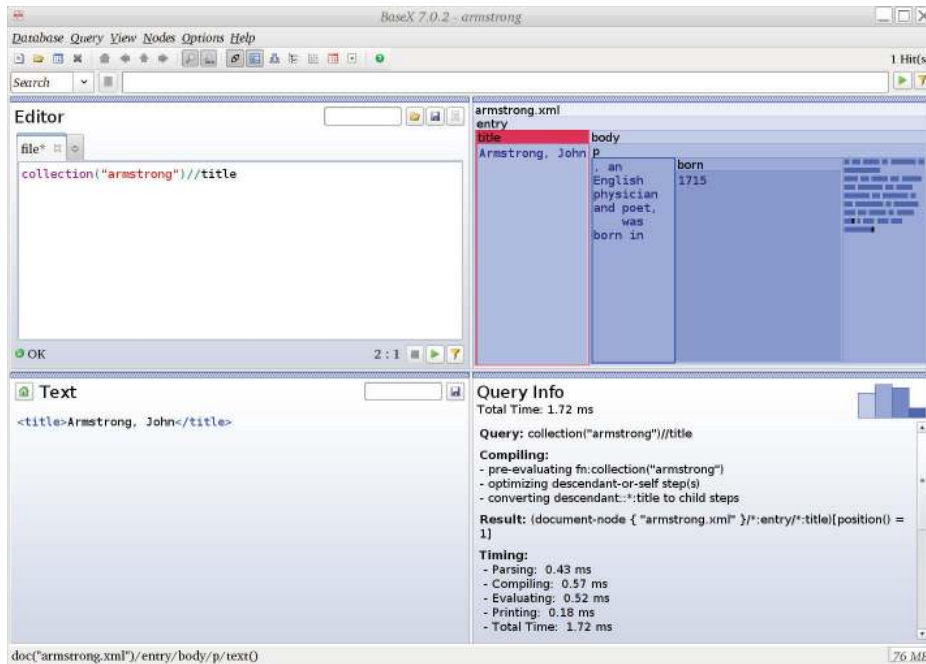 BaseX 7.0.2 - armstrong
Database Query View Nodes Options Help
1 Hit(s
Search
Editor
file*
collection("armstrong")//title
OK
2 : 1
armstrong.xml
entry
title
body
Armstrong, John
p
, an
English
physician
and poet,
was
born in
born
1715
Text
<title>Armstrong, John</title>
Query Info
Total Time: 1.72 ms
Query: collection("armstrong")//title
Compiling:
- pre-evaluating fn:collection("armstrong")
- optimizing descendant-or-self step(s)
- converting descendant::*:title to child steps
Result: (document-node { "armstrong.xml" }/*:entry/*:title)[position() =
1]
Timing:
- Parsing: 0.43 ms
- Compiling: 0.57 ms
- Evaluating: 0.52 ms
- Printing: 0.18 ms
- Total Time: 1.72 ms
doc("armstrong.xml")/entry/body/p/text()
76 MB